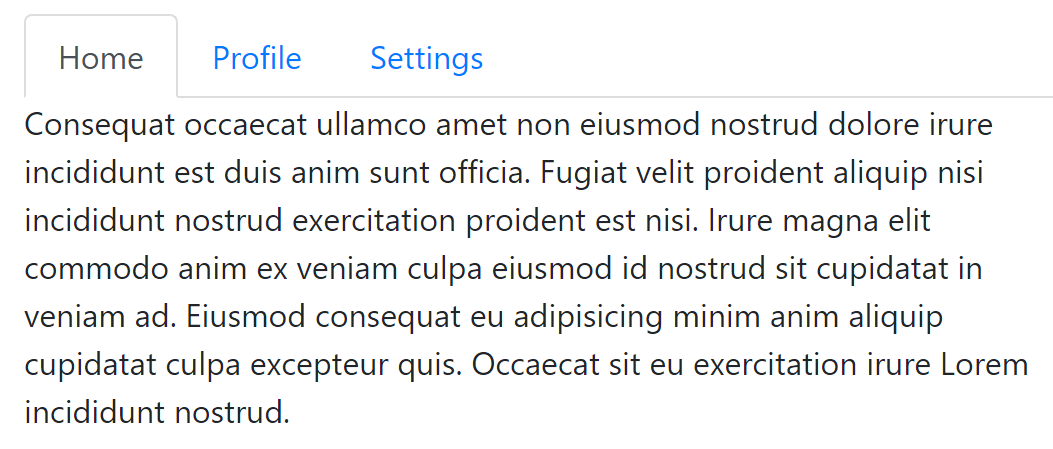 Home Profile Settings
Consequat occaecat ullamco amet non eiusmod nostrud dolore irure
incididunt est duis anim sunt officia. Fugiat velit proident aliquip nisi
incididunt nostrud exercitation proident est nisi. Irure magna elit
commodo anim ex veniam culpa eiusmod id nostrud sit cupidatat in
veniam ad. Eiusmod consequat eu adipisicing minim anim aliquip
cupidatat culpa excepteur quis. Occaecat sit eu exercitation irure Lorem
incididunt nostrud.